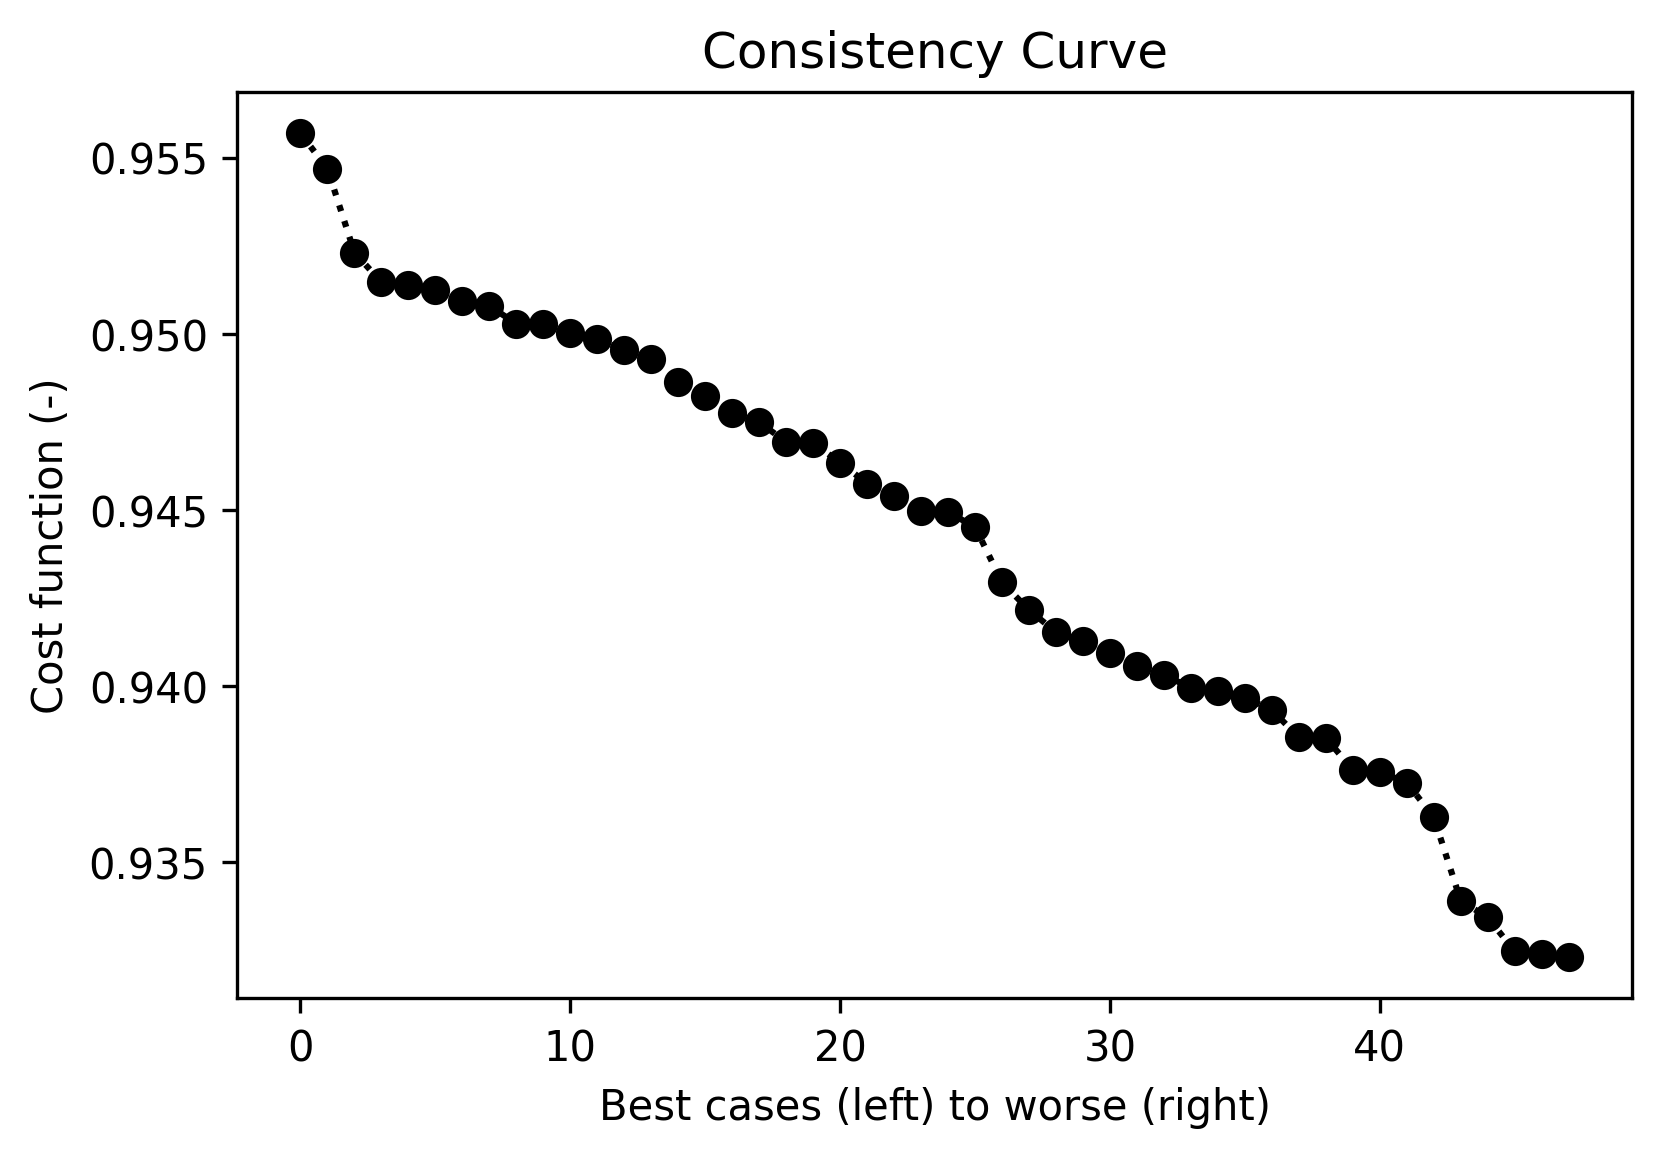 Consistency Curve
0.955
0.950
0.945
0.940
0.935
Cost function (-)
0 10 20 30 40
Best cases (left) to worse (right)